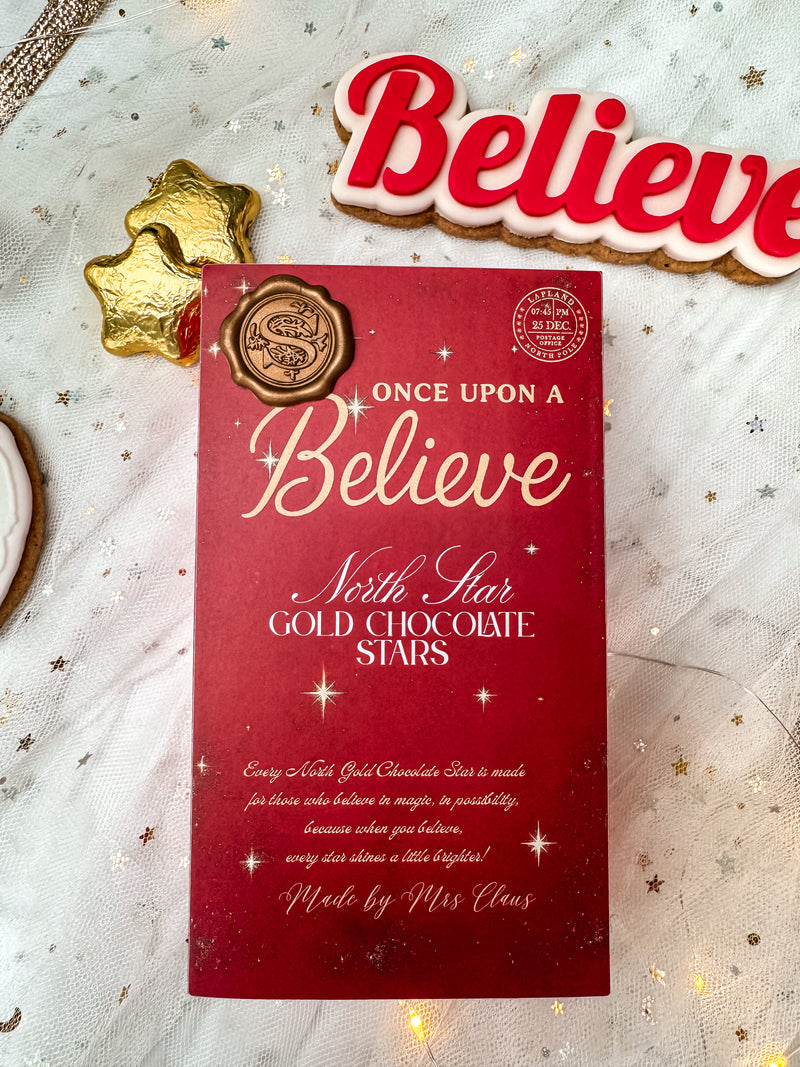 Believe
S
LAPLAND
07:45 PM
25 DEC.
POSTAGE
OFFICE
NORTH POLE
ONCE UPON A
Believe
North Star
GOLD CHOCOLATE
STARS
Every North Gold Chocolate Star is made
for those who believe in magic, in possibility,
because when you believe,
every star shines a little brighter!
Made by Mrs Claus